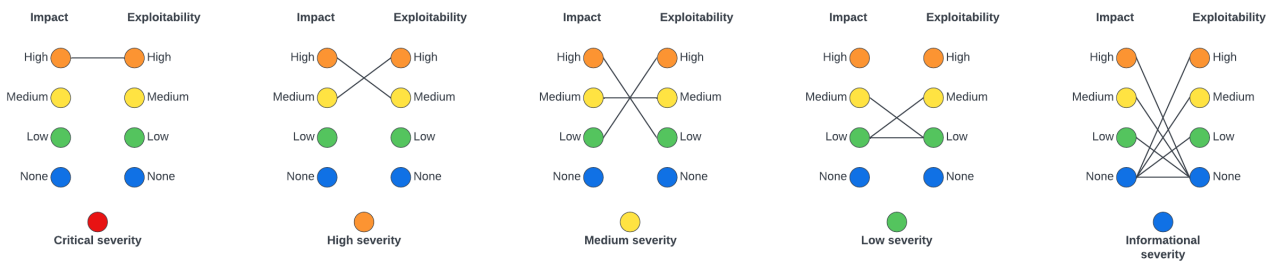 Impact Exploitability
High High
Medium Medium
Low Low
None None
Critical severity
Impact Exploitability
High High
Medium Medium
Low Low
None None
High severity
Impact Exploitability
High High
Medium Medium
Low Low
None None
Medium severity
Impact Exploitability
High High
Medium Medium
Low Low
None None
Low severity
Impact Exploitability
High High
Medium Medium
Low Low
None None
Informational
severity